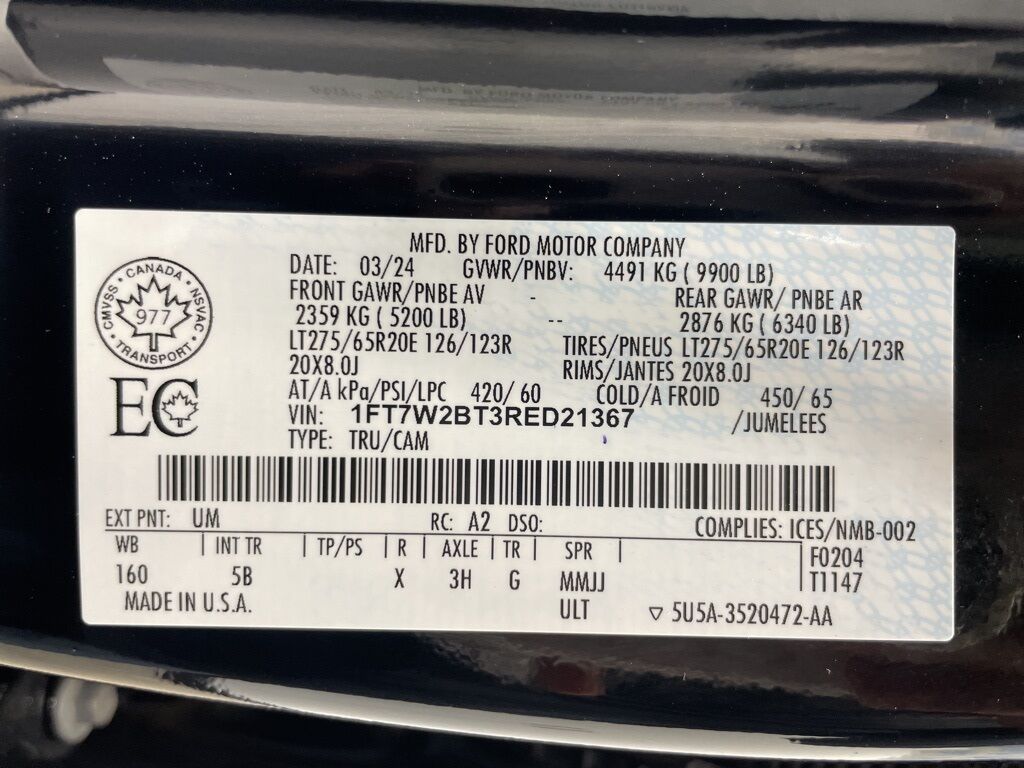 MFD. BY FORD MOTOR COMPANY
DATE: 03/24 GVWR/PNBV: 4491 KG ( 9900 LB)
FRONT GAWR/PNBE AV - REAR GAWR/ PNBE AR
2359 KG ( 5200 LB) -- 2876 KG ( 6340 LB)
LT275/65R20E 126/123R TIRES/PNEUS LT275/65R20E 126/123R
20X8.0J RIMS/JANTES 20X8.0J
AT/A kPa/PSI/LPC 420/ 60 COLD/A FROID 450/ 65
VIN: 1FT7W2BT3RED21367 /JUMELEES
TYPE: TRU/CAM
CANADA
CMVSS NSVAC
977
TRANSPORT
EC
EXT PNT: UM RC: A2 DSO: COMPLIES: ICES/NMB-002
WB | INT TR | TP/PS | R | AXLE | TR | SPR | F0204
160 5B X 3H G MMJJ T1147
MADE IN U.S.A. ULT ▽ 5U5A-3520472-AA